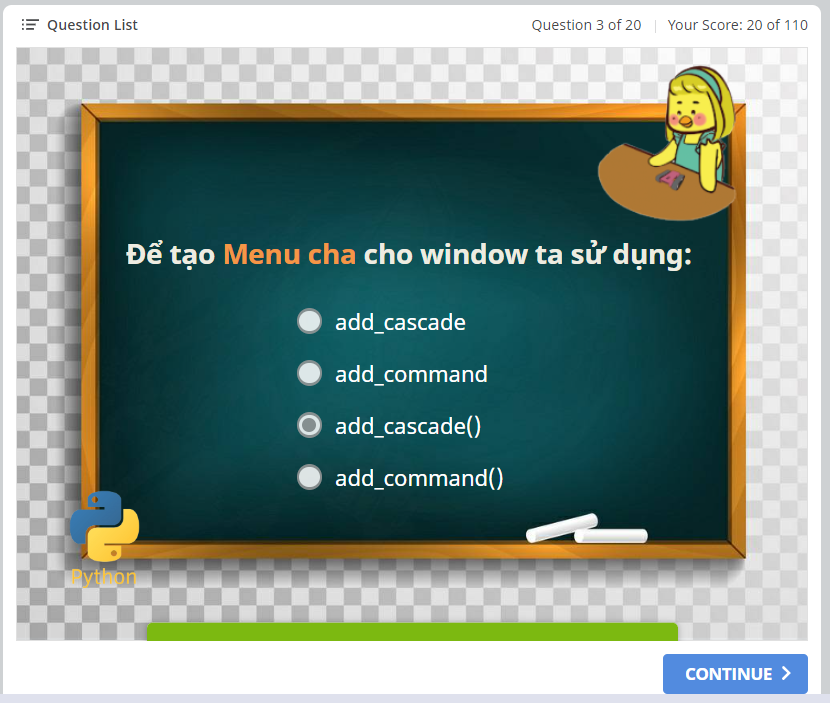 Question List
Question 3 of 20 | Your Score: 20 of 110
Để tạo Menu cha cho window ta sử dụng:
add_cascade
add_command
add_cascade()
add_command()
Python
CONTINUE